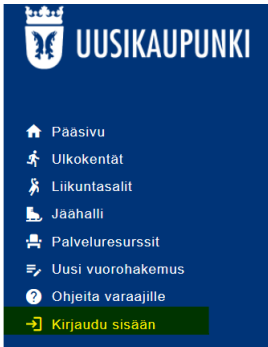 UUSIKAUPUNKI
Pääsivu
Ulkokentät
Liikuntasalit
Jäähalli
Palveluresurssit
Uusi vuorohakemus
Ohjeita varaajille
Kirjaudu sisään